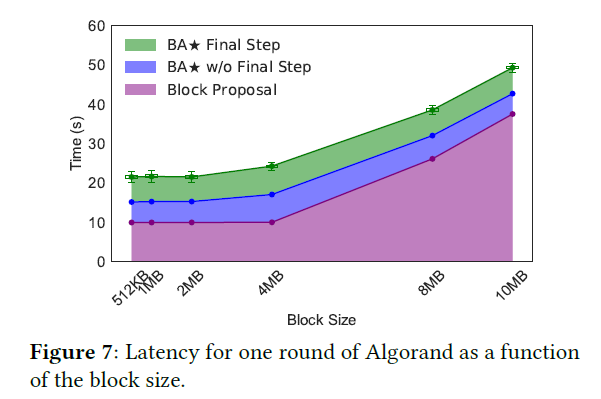 60
50
40
30
20
10
0
Time (s)
BA★ Final Step
BA★ w/o Final Step
Block Proposal
512KB
1MB
2MB
4MB
8MB
10MB
Block Size
Figure 7: Latency for one round of Algorand as a function
of the block size.